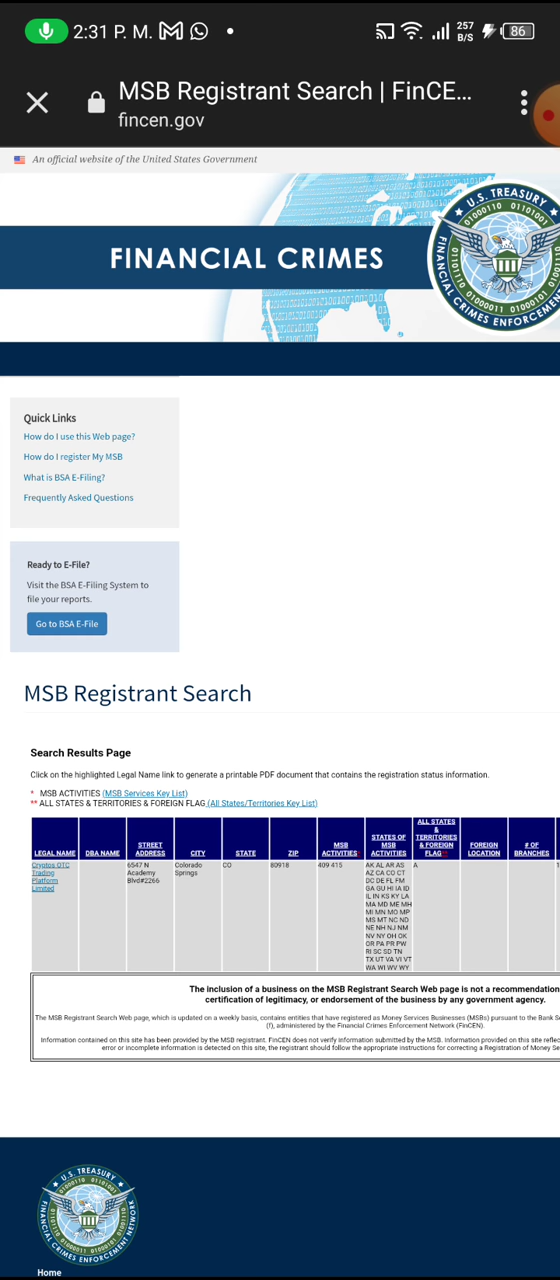 2:31 P. M.
257
B/S
86
MSB Registrant Search | FinCE...
fincen.gov
An official website of the United States Government
FINANCIAL CRIMES
U.S. TREASURY
FINANCIAL CRIMES ENFORCEMEN
Quick Links
How do I use this Web page?
How do I register My MSB
What is BSA E-Filing?
Frequently Asked Questions
Ready to E-File?
Visit the BSA E-Filing System to
file your reports.
Go to BSA E-File
MSB Registrant Search
Search Results Page
Click on the highlighted Legal Name link to generate a printable PDF document that contains the registration status information.
* MSB ACTIVITIES (MSB Services Key List)
** ALL STATES & TERRITORIES & FOREIGN FLAG (All States/Territories Key List)
LEGAL NAME
DBA NAME
STREET
ADDRESS
CITY
STATE
ZIP
MSB
ACTIVITIES*
STATES OF
MSB
ACTIVITIES
ALL STATES
&
TERRITORIES
& FOREIGN
FLAG**
FOREIGN
LOCATION
# OF
BRANCHES
Cryptos OTC
Trading
Platform
Limited
6547 N
Academy
Blvd#2266
Colorado
Springs
CO
80918
409 415
AK AL AR AS
AZ CA CO CT
DC DE FL FM
GA GU HI IA ID
IL IN KS KY LA
MA MD ME MH
MI MN MO MP
MS MT NC ND
NE NH NJ NM
NV NY OH OK
OR PA PR PW
RI SC SD TN
TX UT VA VI VT
WA WI WV WY
A
1
The inclusion of a business on the MSB Registrant Search Web page is not a recommendation
certification of legitimacy, or endorsement of the business by any government agency.
The MSB Registrant Search Web page, which is updated on a weekly basis, contains entities that have registered as Money Services Businesses (MSBs) pursuant to the Bank S
(f), administered by the Financial Crimes Enforcement Network (FinCEN).
Information contained on this site has been provided by the MSB registrant. FinCEN does not verify information submitted by the MSB. Information provided on this site reflec
error or incomplete information is detected on this site, the registrant should follow the appropriate instructions for correcting a Registration of Money Se
U.S. TREASURY
FINANCIAL CRIMES ENFORCEMENT NETWORK
Home